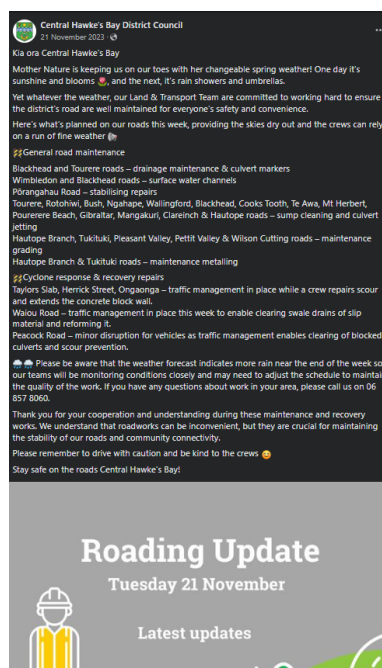 Central Hawke's Bay District Council
21 November 2023 ·
Kia ora Central Hawke's Bay
Mother Nature is keeping us on our toes with her changeable spring weather! One day it's
sunshine and blooms 🌷, and the next, it's rain showers and umbrellas.
Yet whatever the weather, our Land & Transport Team are committed to working hard to ensure
the district's road are well maintained for everyone's safety and convenience.
Here's what's planned on our roads this week, providing the skies dry out and the crews can rely
on a run of fine weather
🚧General road maintenance
Blackhead and Tourere roads – drainage maintenance & culvert markers
Wimbledon and Blackhead roads – surface water channels
Pōrangahau Road – stabilising repairs
Tourere, Rotohiwi, Bush, Ngahape, Wallingford, Blackhead, Cooks Tooth, Te Awa, Mt Herbert,
Pourerere Beach, Gibraltar, Mangakuri, Clareinch & Hautope roads – sump cleaning and culvert
jetting
Hautope Branch, Tukituki, Pleasant Valley, Pettit Valley & Wilson Cutting roads – maintenance
grading
Hautope Branch & Tukituki roads – maintenance metalling
🚧Cyclone response & recovery repairs
Taylors Slab, Herrick Street, Ongaonga – traffic management in place while a crew repairs scour
and extends the concrete block wall.
Waiou Road – traffic management in place this week to enable clearing swale drains of slip
material and reforming it.
Peacock Road – minor disruption for vehicles as traffic management enables clearing of blocked
culverts and scour prevention.
🌧🌧 Please be aware that the weather forecast indicates more rain near the end of the week so
our teams will be monitoring conditions closely and may need to adjust the schedule to maintai
the quality of the work. If you have any questions about work in your area, please call us on 06
857 8060.
Thank you for your cooperation and understanding during these maintenance and recovery
works. We understand that roadworks can be inconvenient, but they are crucial for maintaining
the stability of our roads and community connectivity.
Please remember to drive with caution and be kind to the crews 😊
Stay safe on the roads Central Hawke's Bay!
Roading Update
Tuesday 21 November
Latest updates